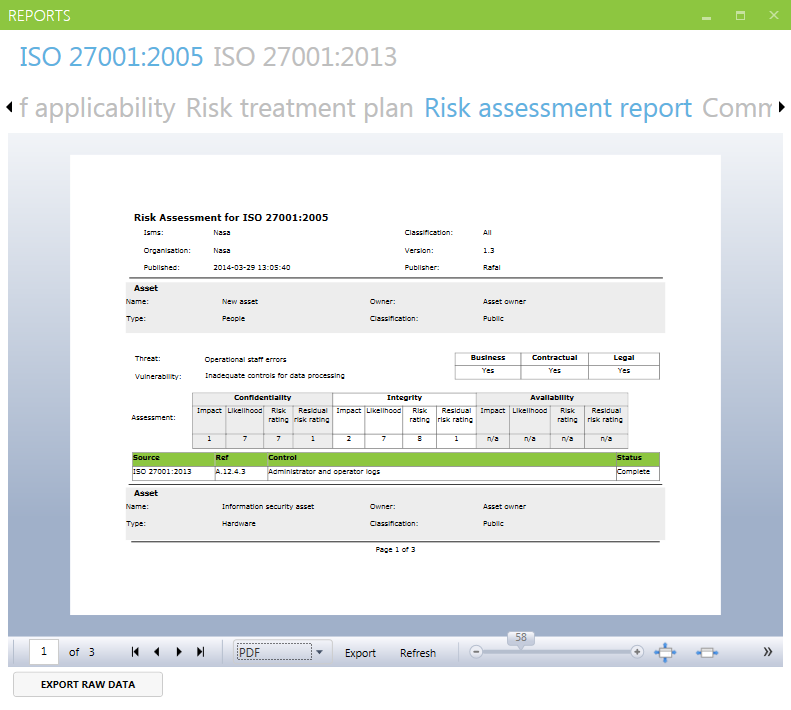 REPORTS
ISO 27001:2005 ISO 27001:2013
f applicability Risk treatment plan Risk assessment report Comm
Risk Assessment for ISO 27001:2005
Isms: Nasa Classification: All
Organisation: Nasa Version: 1.3
Published: 2014-03-29 13:05:40 Publisher: Rafal
Asset
Name: New asset Owner: Asset owner
Type: People Classification: Public
Business Contractual Legal
Threat: Operational staff errors
Yes Yes Yes
Vulnerability: Inadequate controls for data processing
Confidentiality Integrity Availability
Assessment: Impact Likelihood Risk rating Residual risk rating Impact Likelihood Risk rating Residual risk rating Impact Likelihood Risk rating Residual risk rating
1 7 7 1 2 7 8 1 n/a n/a n/a n/a
Source Ref Control Status
ISO 27001:2013 A.12.4.3 Administrator and operator logs Complete
Asset
Name: Information security asset Owner: Asset owner
Type: Hardware Classification: Public
Page 1 of 3
58
1 of 3 PDF Export Refresh
EXPORT RAW DATA